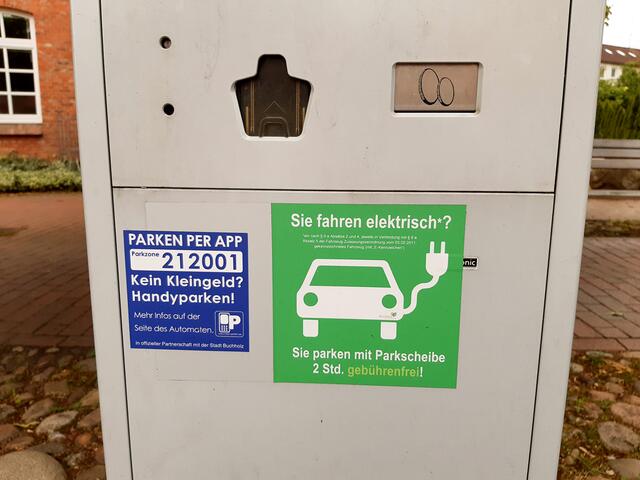 Sie fahren elektrisch*?
PARKEN PER APP
Parkzone 212001
Kein Kleingeld?
Handyparken!
Mehr Infos auf der
Seite des Automaten.
P
in offizieller Partnerschaft mit der Stadt Buchholz
onic
Sie parken mit Parkscheibe
2 Std. gebührenfrei!